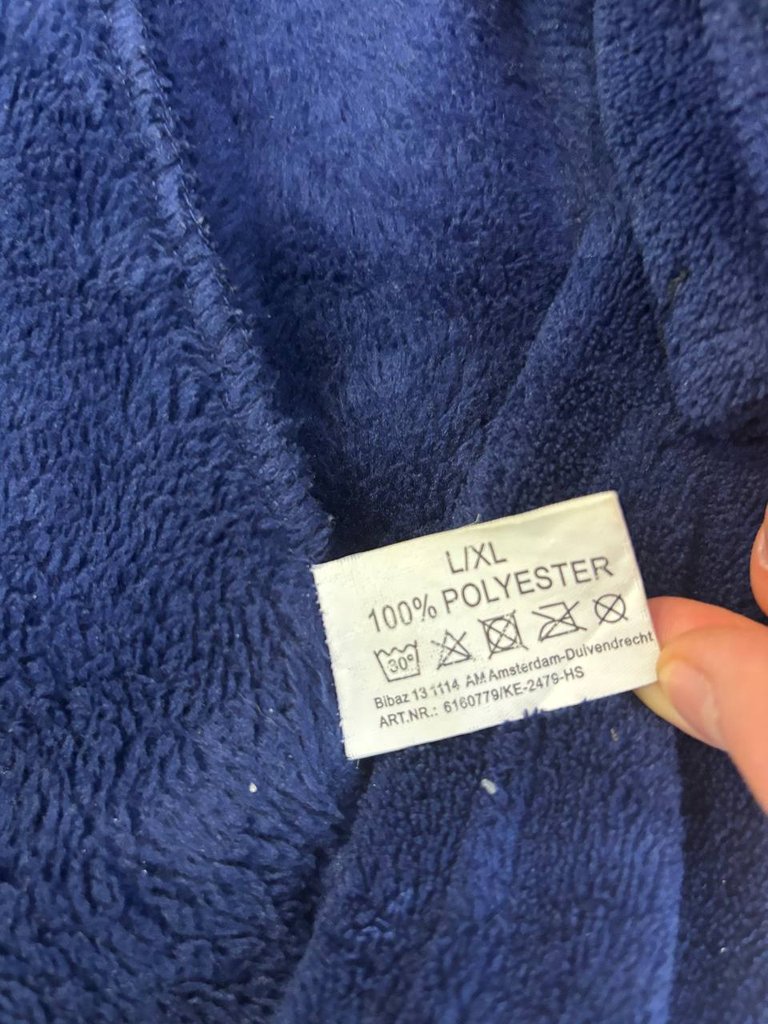 L/XL
100% POLYESTER
30°
Bibaz 13 1114 AM Amsterdam-Duivendrecht
ART.NR.: 6160779/KE-2479-HS